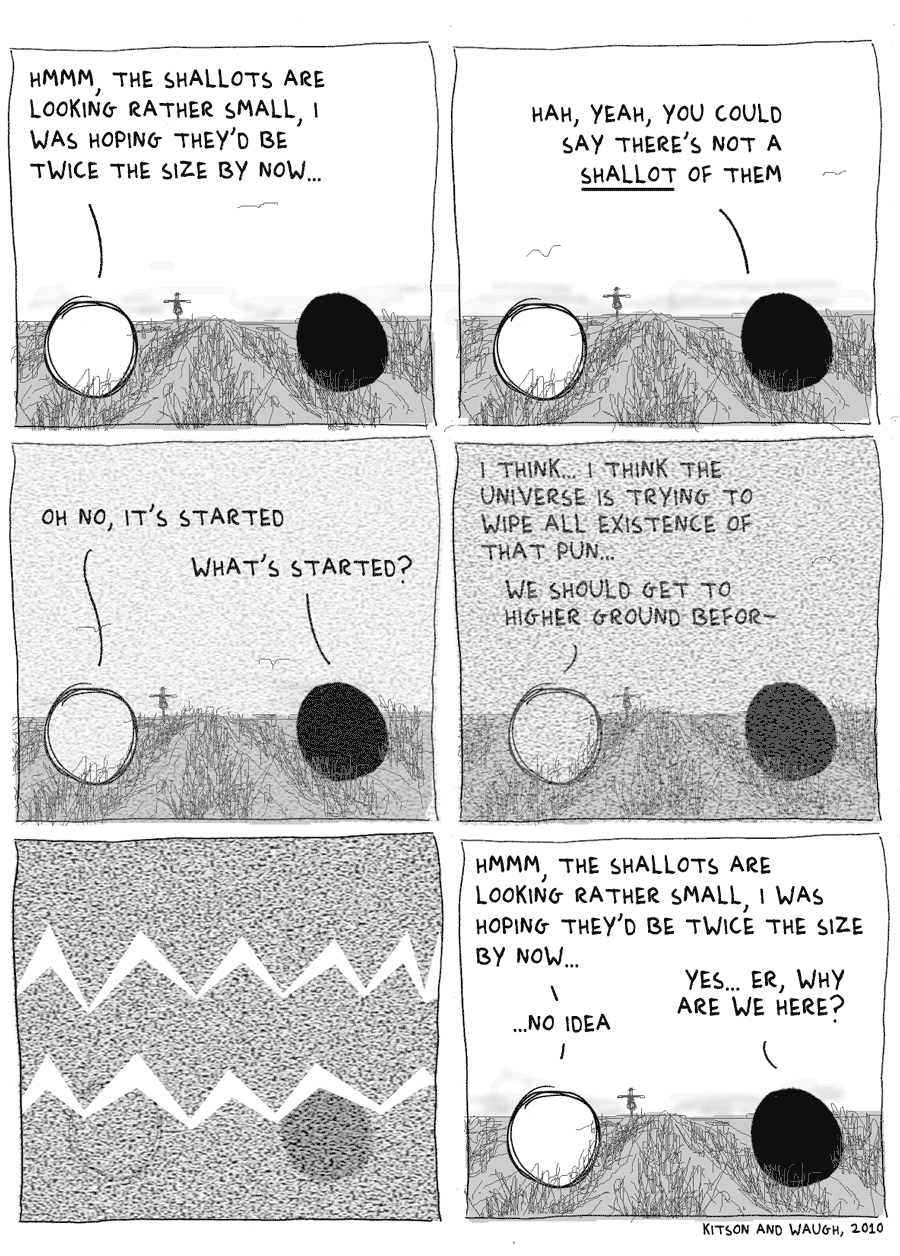 HMMM, THE SHALLOTS ARE
LOOKING RATHER SMALL, I
WAS HOPING THEY'D BE
TWICE THE SIZE BY NOW...
HAH, YEAH, YOU COULD
SAY THERE'S NOT A
SHALLOT OF THEM
OH NO, IT'S STARTED
WHAT'S STARTED?
I THINK... I THINK THE
UNIVERSE IS TRYING TO
WIPE ALL EXISTENCE OF
THAT PUN...
WE SHOULD GET TO
HIGHER GROUND BEFOR-
HMMM, THE SHALLOTS ARE
LOOKING RATHER SMALL, I WAS
HOPING THEY'D BE TWICE THE SIZE
BY NOW...
YES... ER, WHY
ARE WE HERE?
...NO IDEA
KITSON AND WAUGH, 2010